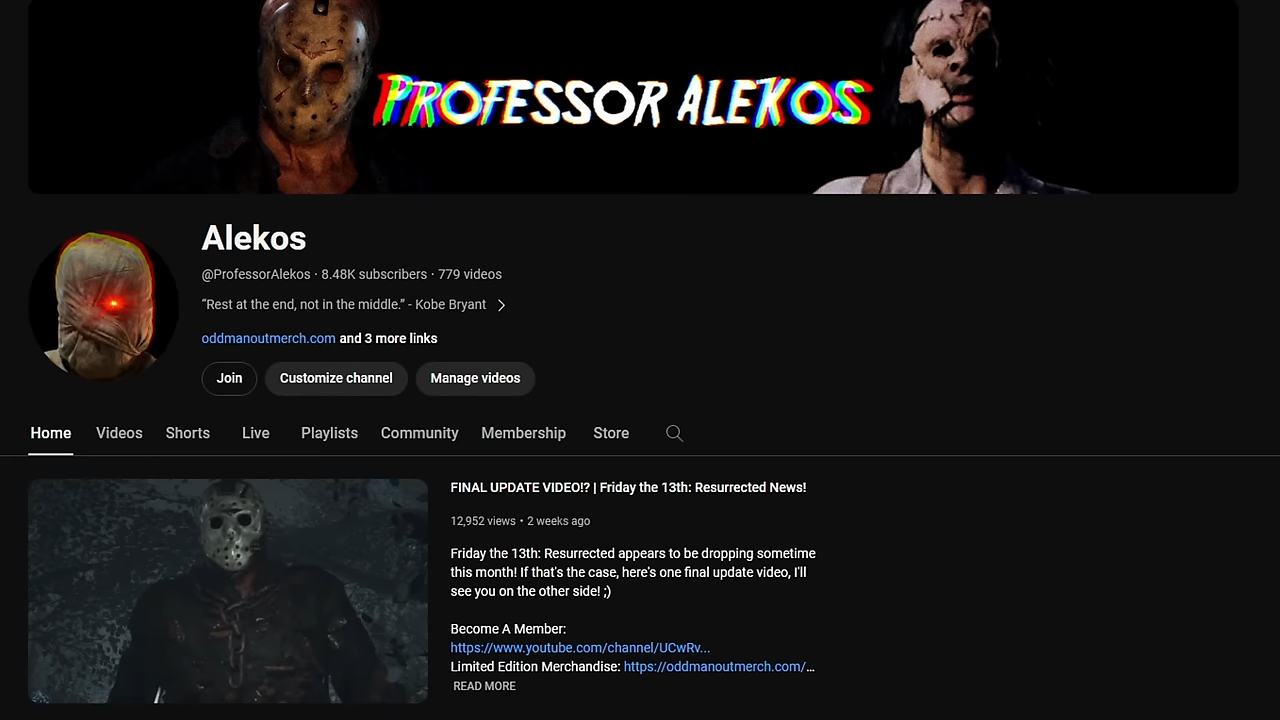 PROFESSOR ALEKOS
Alekos
@ProfessorAlekos · 8.48K subscribers · 779 videos
“Rest at the end, not in the middle.” - Kobe Bryant
oddmanoutmerch.com and 3 more links
Join Customize channel Manage videos
Home Videos Shorts Live Playlists Community Membership Store
FINAL UPDATE VIDEO!? | Friday the 13th: Resurrected News!
12,952 views • 2 weeks ago
Friday the 13th: Resurrected appears to be dropping sometime
this month! If that's the case, here's one final update video, I'll
see you on the other side! ;)
Become A Member:
https://www.youtube.com/channel/UCwRv...
Limited Edition Merchandise: https://oddmanoutmerch.com/...
READ MORE